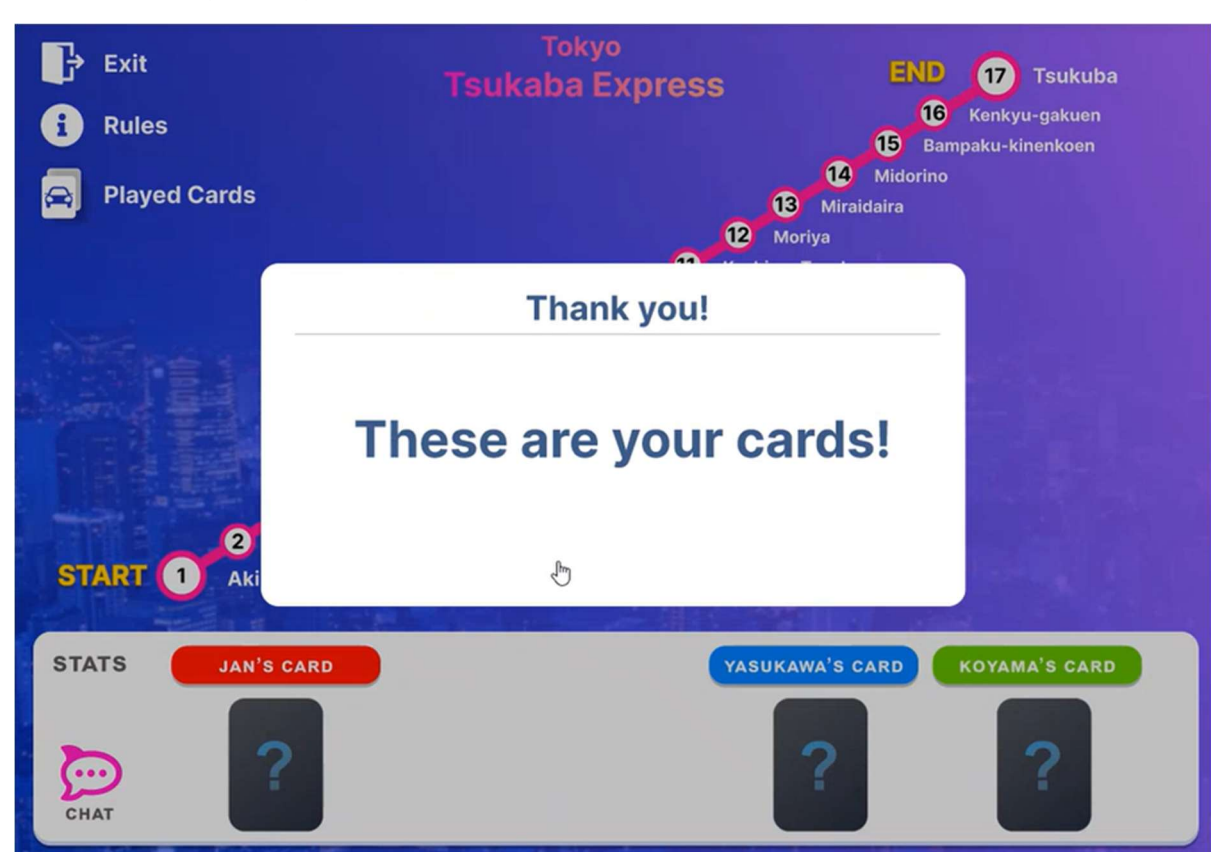 Exit
Rules
Played Cards
Tokyo
Tsukaba Express
END
17 Tsukuba
16 Kenkyu-gakuen
15 Bampaku-kinenkoen
14 Midorino
13 Miraidaira
12 Moriya
11
Thank you!
These are your cards!
2
START 1 Aki
STATS
JAN'S CARD
YASUKAWA'S CARD
KOYAMA'S CARD
? ? ?
CHAT